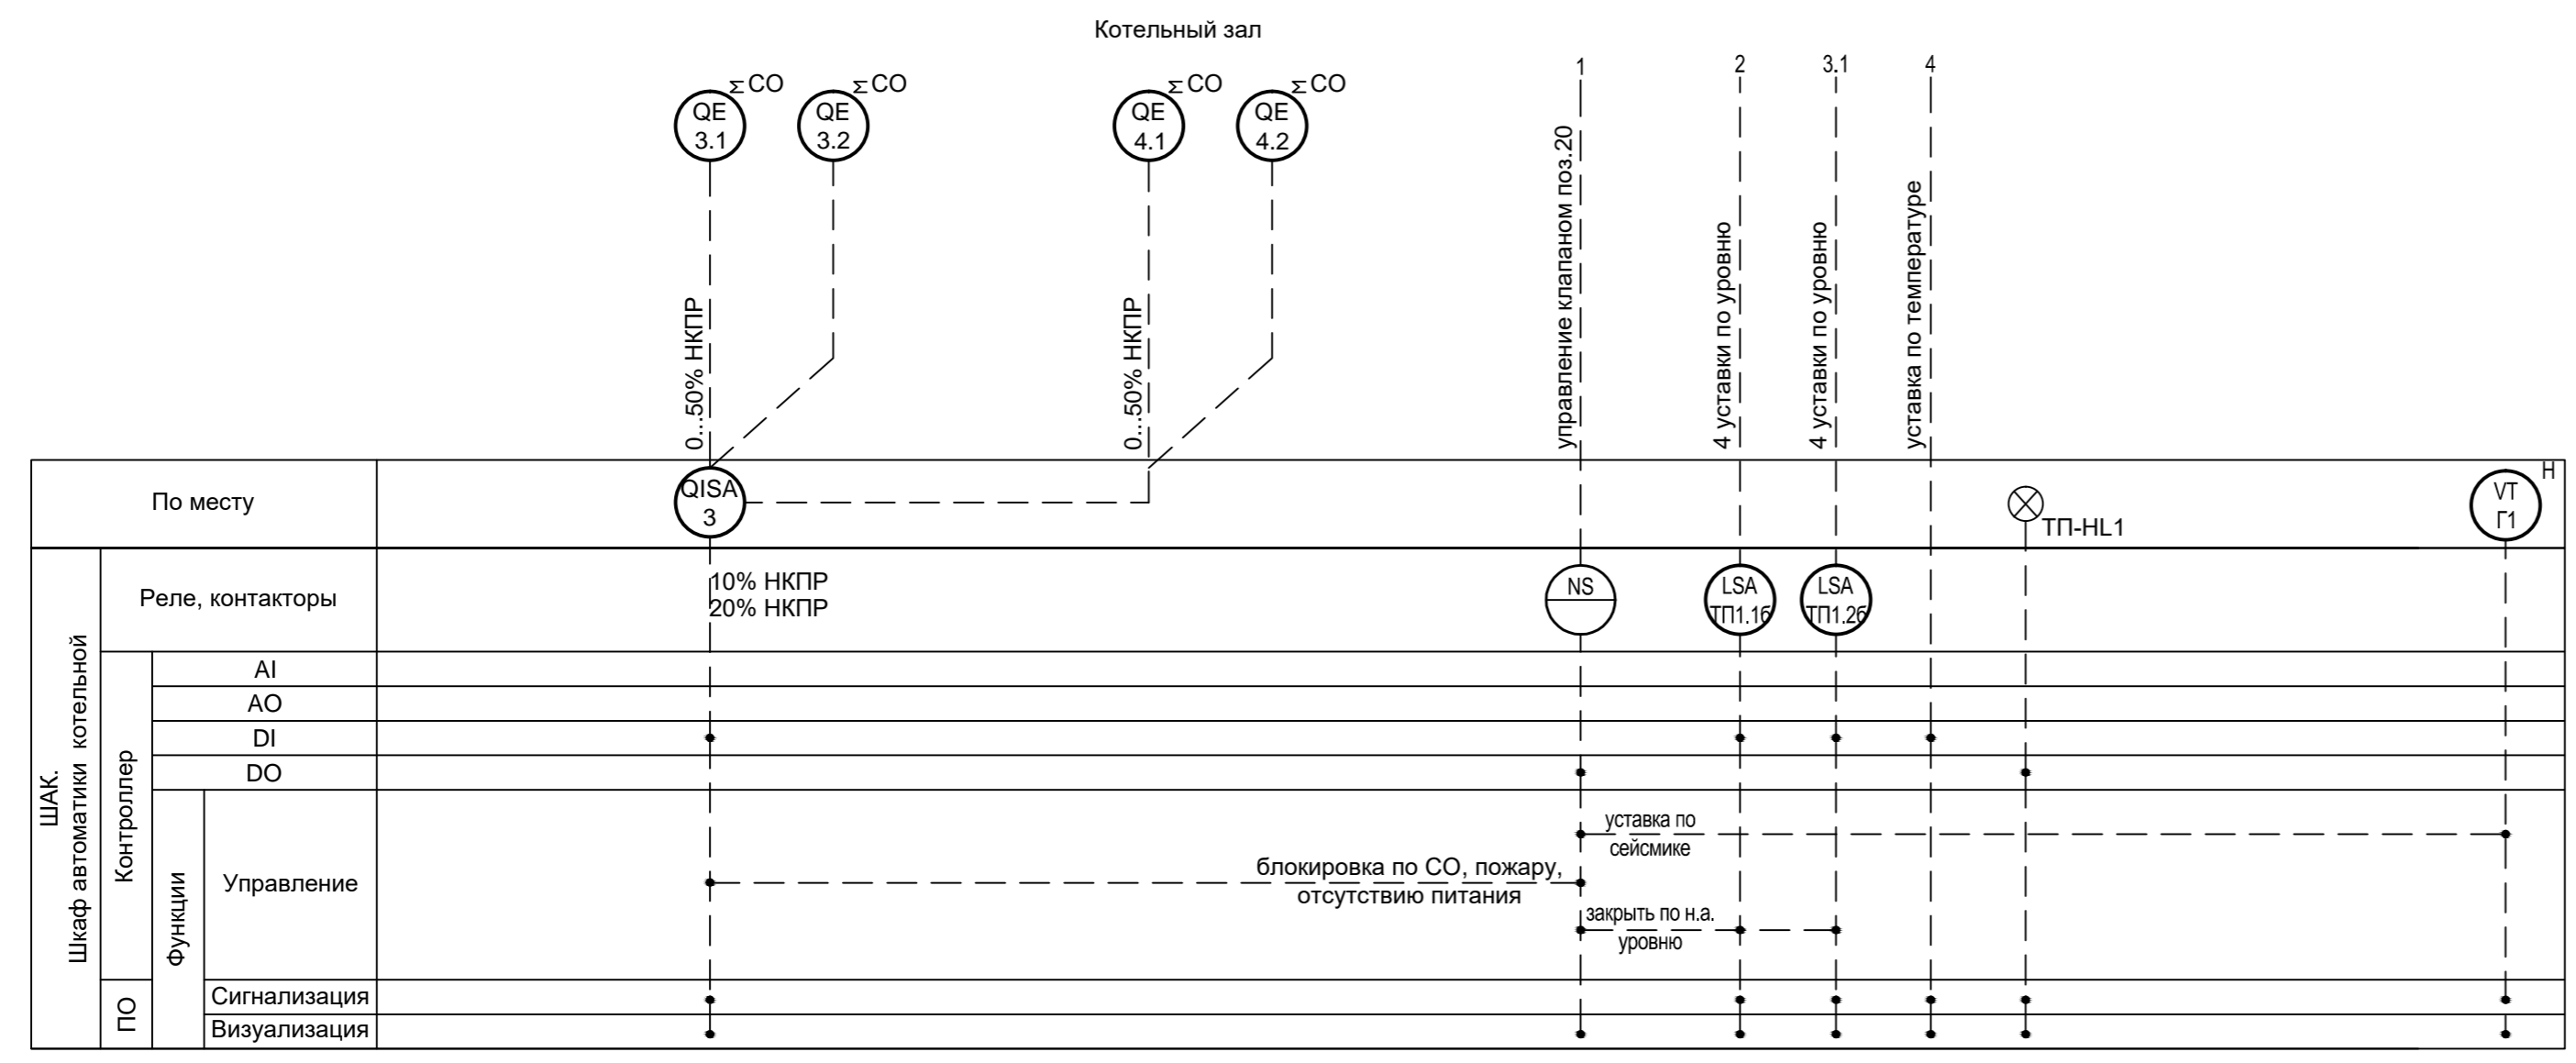 Котельный зал
ΣCO
ΣCO
ΣCO
ΣCO
QE
3.1
QE
3.2
QE
4.1
QE
4.2
1
2
3.1
4
0...50% НКПР
0...50% НКПР
управление клапаном поз.20
4 уставки по уровню
4 уставки по уровню
уставка по температуре
По месту
QISA
3
ТП-HL1
VT
Г1
H
ШАК.
Шкаф автоматики котельной
Реле, контакторы
10% НКПР
20% НКПР
NS
LSA
ТП1.1б
LSA
ТП1.2б
Контроллер
AI
AO
DI
DO
Функции
Управление
уставка по
сейсмике
блокировка по СО, пожару,
отсутствию питания
закрыть по н.а.
уровню
ПО
Сигнализация
Визуализация